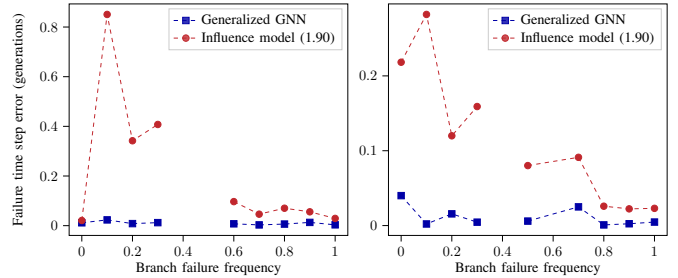 Failure time step error (generations)
0.8
0.6
0.4
0.2
0
Generalized GNN
Influence model (1.90)
0 0.2 0.4 0.6 0.8 1
Branch failure frequency
0.2
0.1
0
Generalized GNN
Influence model (1.90)
0 0.2 0.4 0.6 0.8 1
Branch failure frequency